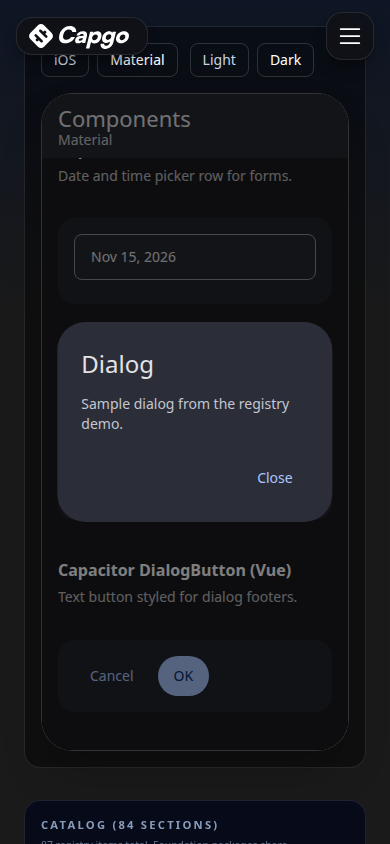 Capgo
iOS
Material
Light
Dark
Components
Material
Date and time picker row for forms.
Nov 15, 2026
Dialog
Sample dialog from the registry
demo.
Close
Capacitor DialogButton (Vue)
Text button styled for dialog footers.
Cancel
OK
CATALOG (84 SECTIONS)